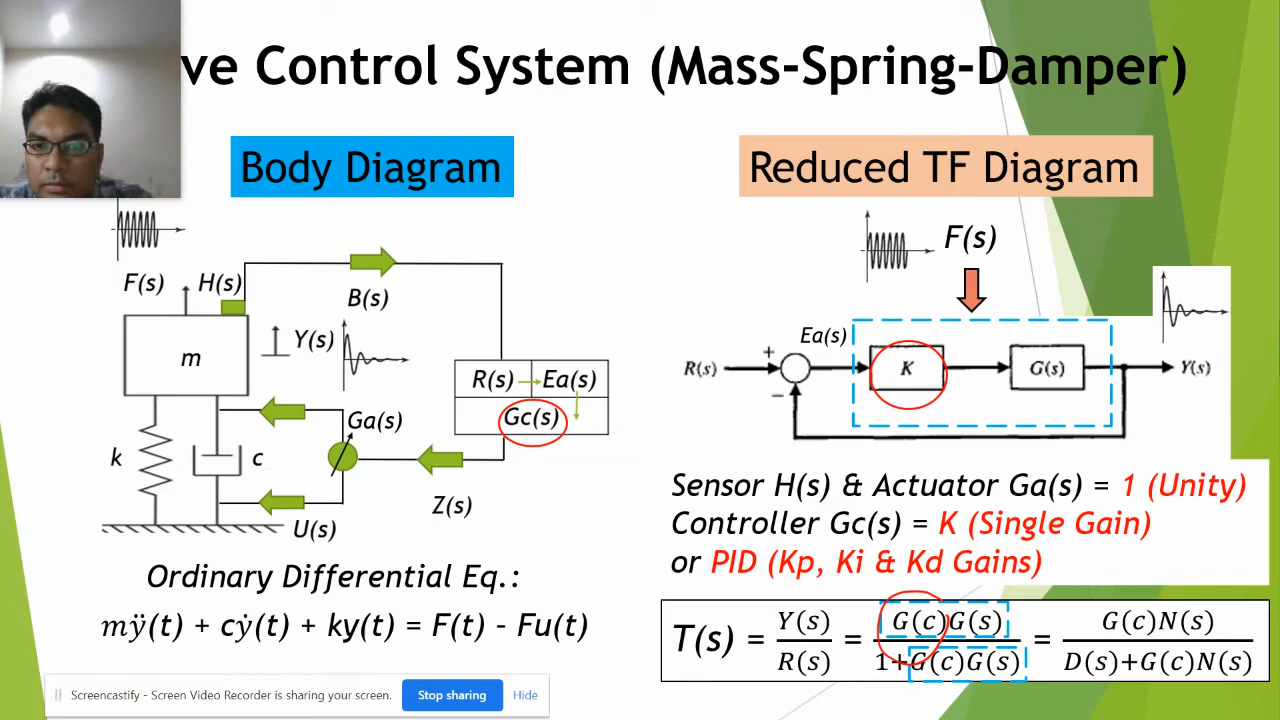 ve Control System (Mass-Spring-Damper)
Body Diagram
F(s)
H(s)
B(s)
Y(s)
m
R(s)
Ea(s)
Gc(s)
Ga(s)
k
c
Z(s)
U(s)
Ordinary Differential Eq.:
mÿ(t) + cẏ(t) + ky(t) = F(t) – Fu(t)
Reduced TF Diagram
F(s)
Ea(s)
R(s)
+
−
K
G(s)
Y(s)
Sensor H(s) & Actuator Ga(s) = 1 (Unity)
Controller Gc(s) = K (Single Gain)
or PID (Kp, Ki & Kd Gains)
T(s) = Y(s)/R(s) = G(c)G(s)/1+G(c)G(s) = G(c)N(s)/D(s)+G(c)N(s)
Screencastify - Screen Video Recorder is sharing your screen.
Stop sharing
Hide